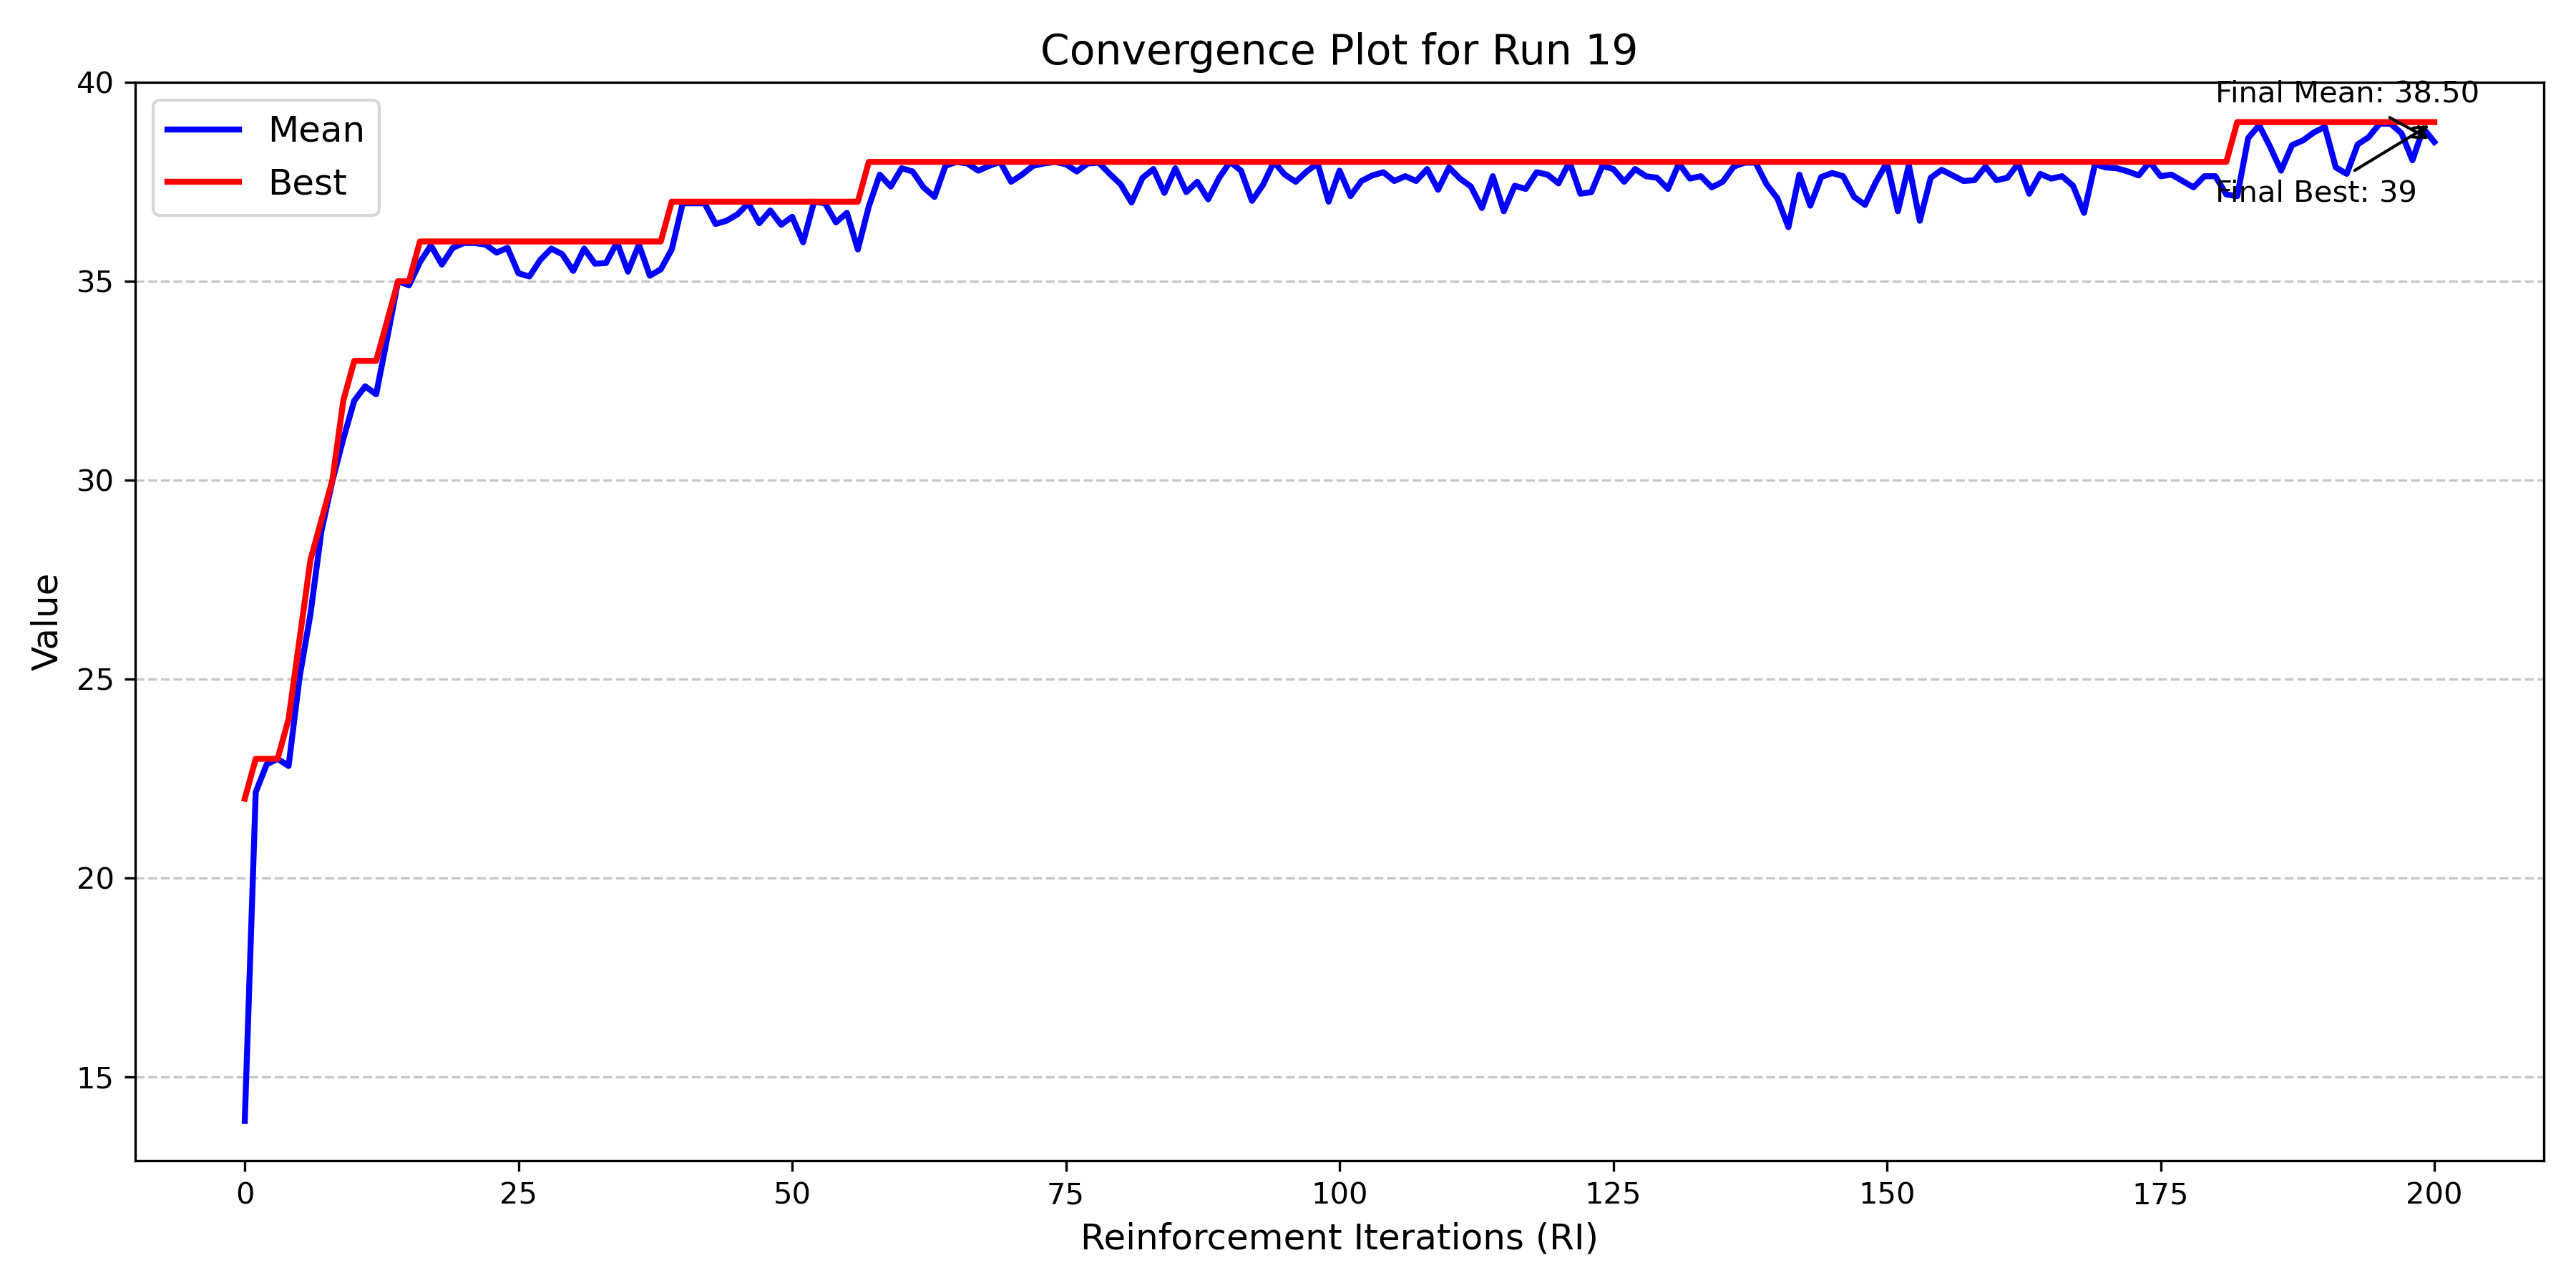 Convergence Plot for Run 19
Mean
Best
Final Mean: 38.50
Final Best: 39
Value
40
35
30
25
20
15
0 25 50 75 100 125 150 175 200
Reinforcement Iterations (RI)